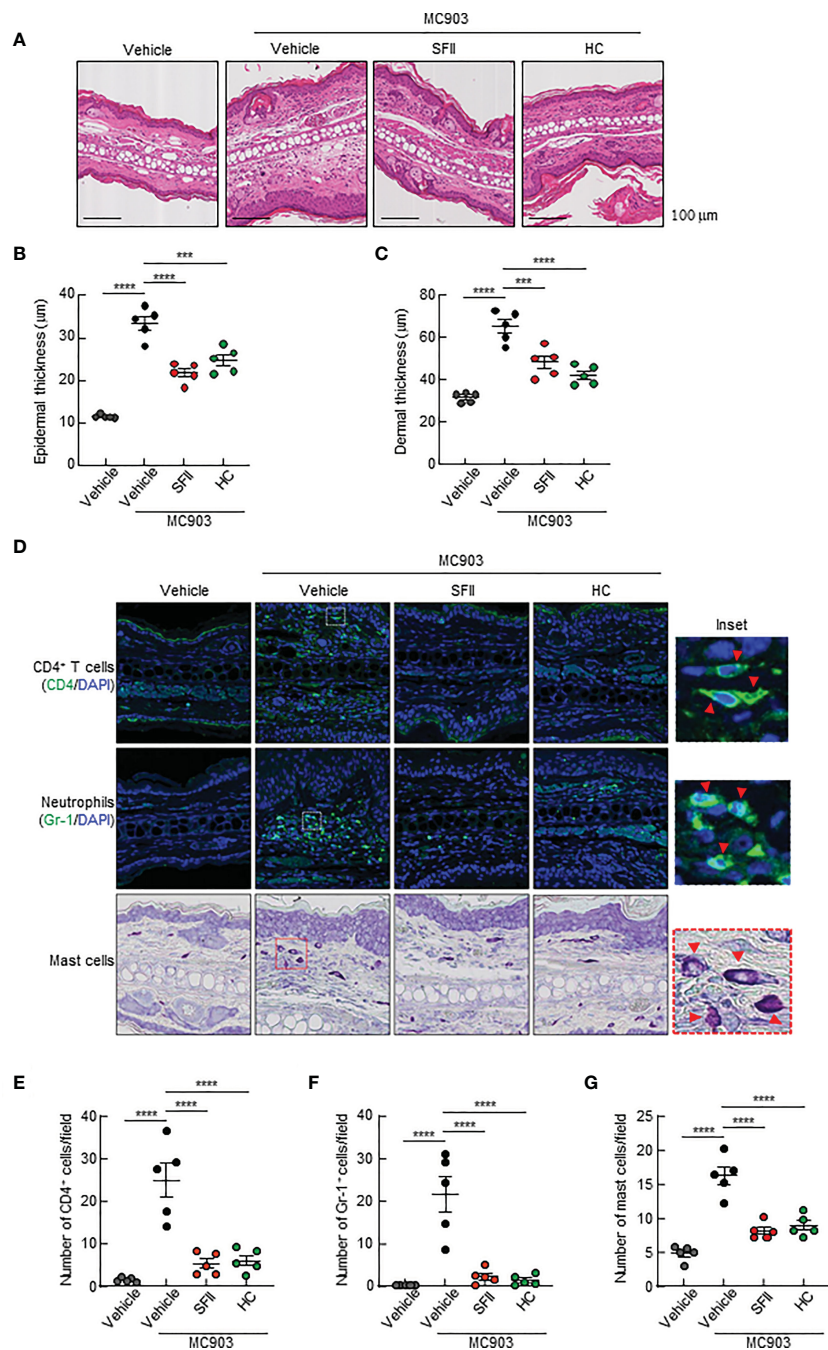 A
MC903
Vehicle
Vehicle
SFII
HC
100 μm
B
***
****
****
Epidermal thickness (μm)
40
30
20
10
0
Vehicle
Vehicle
SFII
HC
MC903
C
****
***
****
Dermal thickness (μm)
80
60
40
20
0
Vehicle
Vehicle
SFII
HC
MC903
D
MC903
Vehicle
Vehicle
SFII
HC
Inset
CD4⁺ T cells
(CD4/DAPI)
Neutrophils
(Gr-1/DAPI)
Mast cells
E
****
****
****
Number of CD4⁺ cells/field
40
30
20
10
0
Vehicle
Vehicle
SFII
HC
MC903
F
****
****
****
Number of Gr-1⁺ cells/field
40
30
20
10
0
Vehicle
Vehicle
SFII
HC
MC903
G
****
****
****
Number of mast cells/field
25
20
15
10
5
0
Vehicle
Vehicle
SFII
HC
MC903